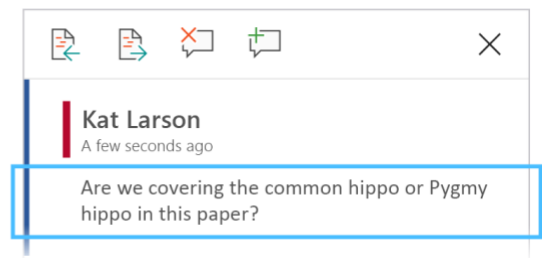 Kat Larson
A few seconds ago
Are we covering the common hippo or Pygmy
hippo in this paper?